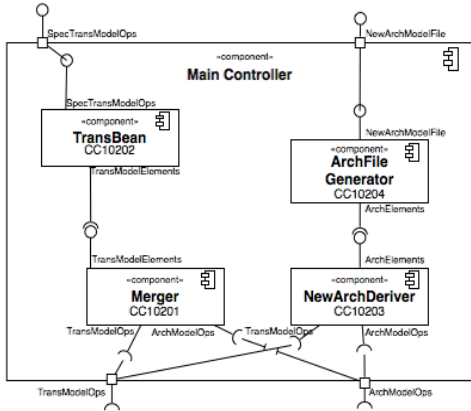 SpecTransModelOps
NewArchModelFile
«component»
Main Controller
SpecTransModelOps
«component»
TransBean
CC10202
TransModelElements
NewArchModelFile
«component»
ArchFile
Generator
CC10204
ArchElements
TransModelElements
«component»
Merger
CC10201
TransModelOps
ArchModelOps
ArchElements
«component»
NewArchDeriver
CC10203
TransModelOps
ArchModelOps
TransModelOps
ArchModelOps